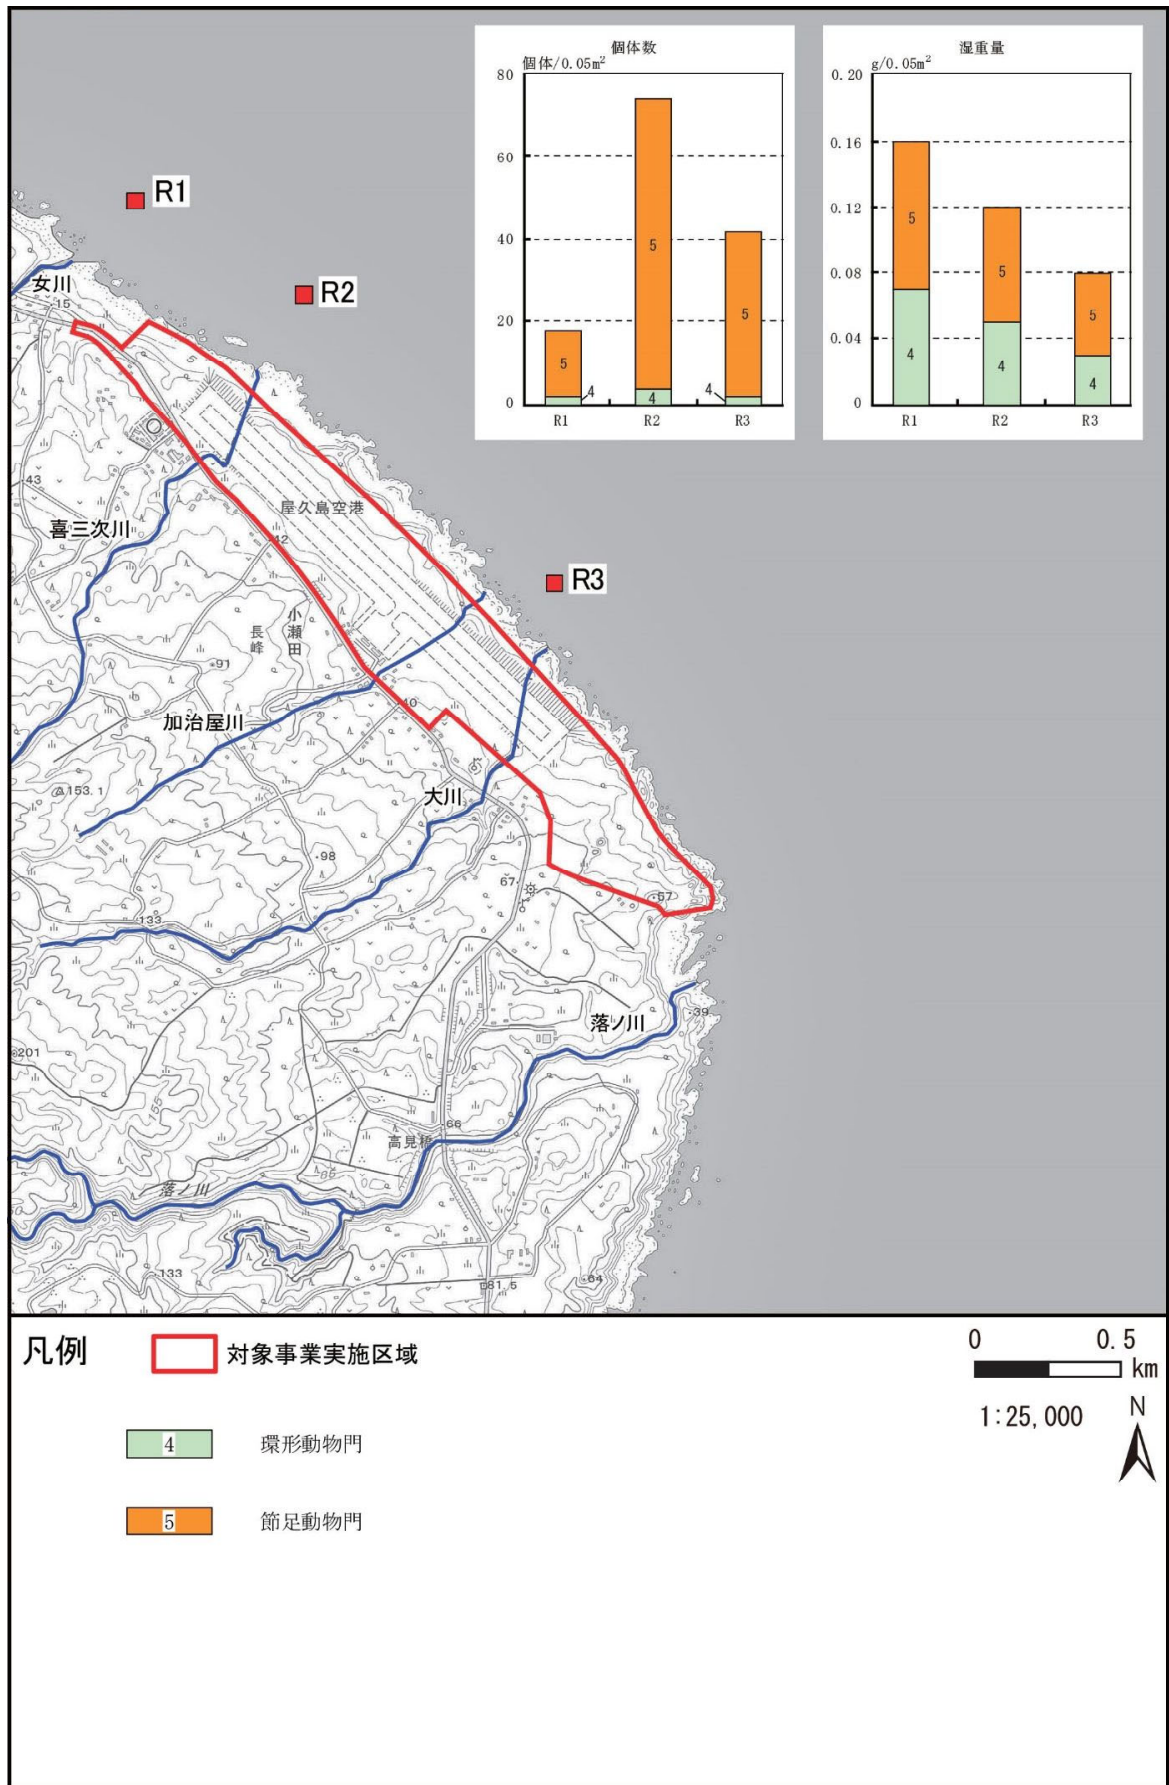 個体数
個体/0.05m²
80
60
40
20
0
5
4
5
4
5
4
R1
R2
R3
湿重量
g/0.05m²
0.20
0.16
0.12
0.08
0.04
0
5
4
5
4
5
4
R1
R2
R3
R1
R2
女川
15
屋久島空港
43
喜三次川
42
R3
小瀬田
長峰
91
40
加治屋川
153.1
大川
98
67
57
133
39
落ノ川
201
155
66
高見橋
86
落ノ川
133
64
81.5
凡例
対象事業実施区域
0 0.5
km
1:25,000
N
4 環形動物門
5 節足動物門